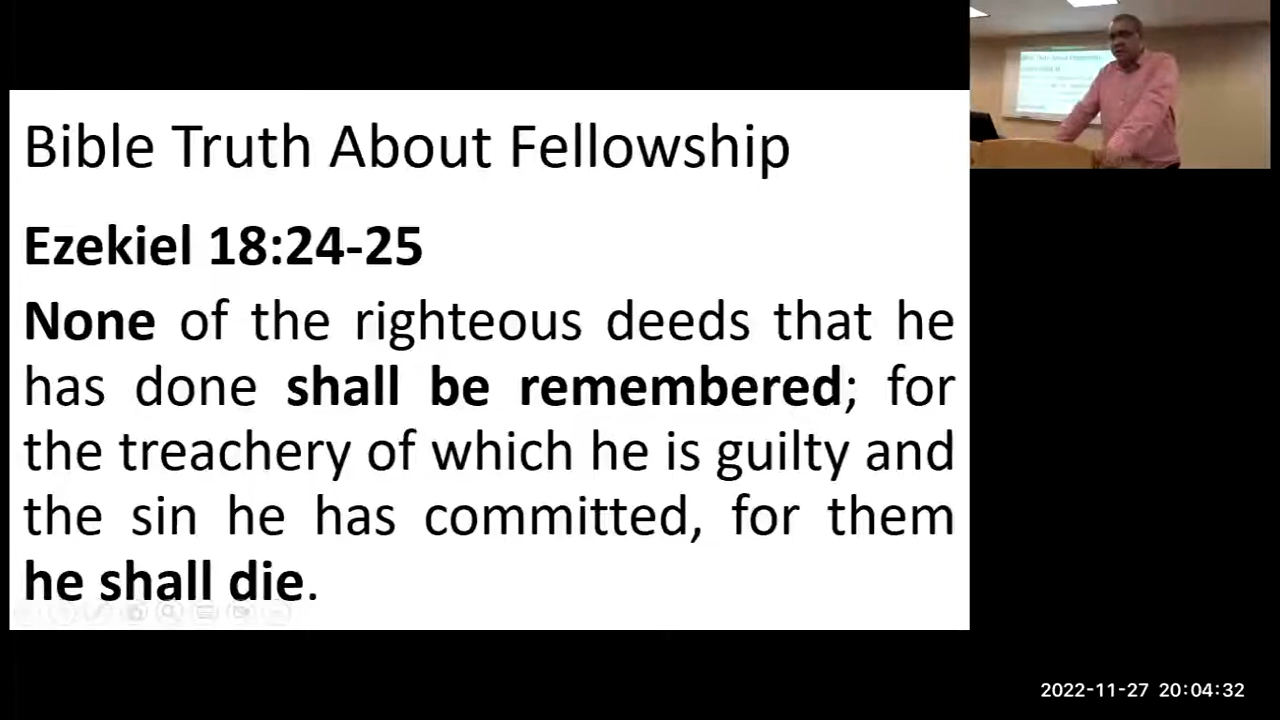 Bible Truth About Fellowship
Ezekiel 18:24-25
None of the righteous deeds that he
has done shall be remembered; for
the treachery of which he is guilty and
the sin he has committed, for them
he shall die.
2022-11-27 20:04:32